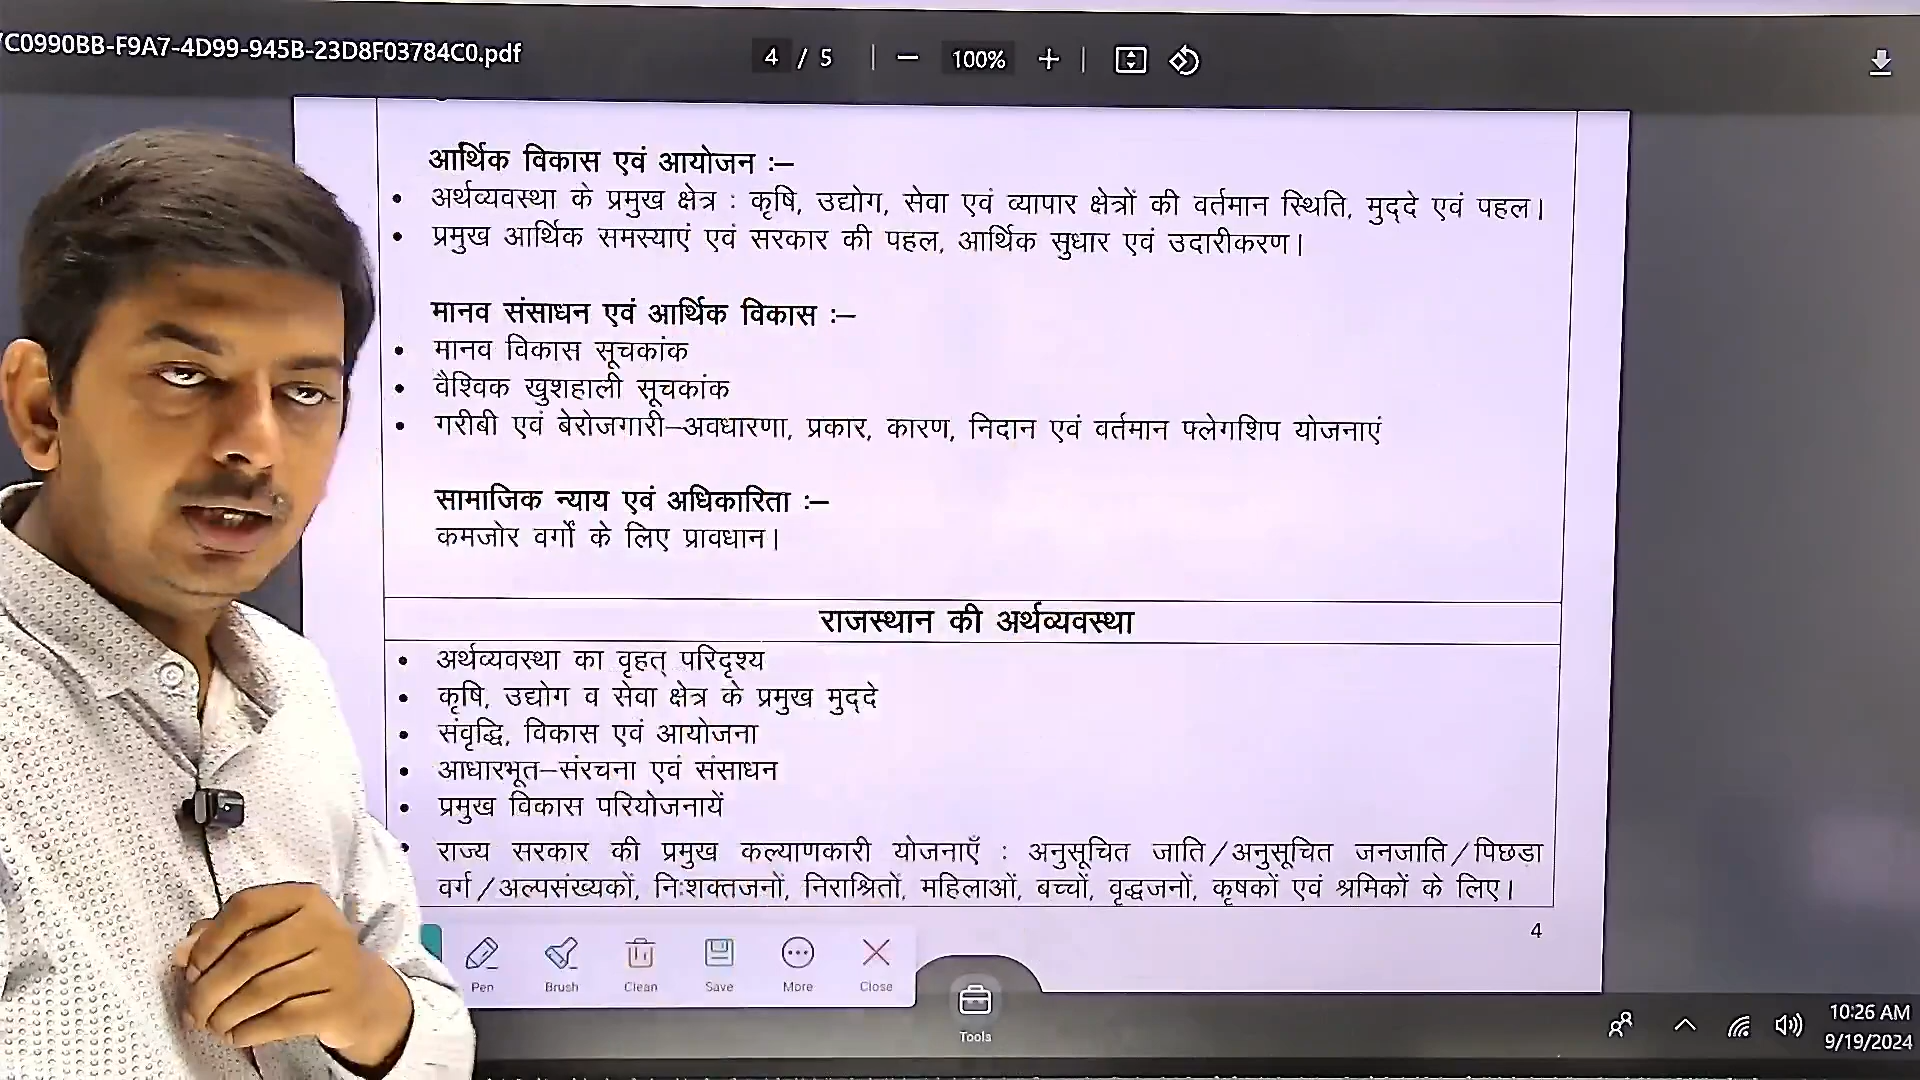 7C0990BB-F9A7-4D99-945B-23D8F03784C0.pdf
4 / 5
100%
आर्थिक विकास एवं आयोजन :–
• अर्थव्यवस्था के प्रमुख क्षेत्र : कृषि, उद्योग, सेवा एवं व्यापार क्षेत्रों की वर्तमान स्थिति, मुद्दे एवं पहल।
• प्रमुख आर्थिक समस्याएं एवं सरकार की पहल, आर्थिक सुधार एवं उदारीकरण।
मानव संसाधन एवं आर्थिक विकास :–
• मानव विकास सूचकांक
• वैश्विक खुशहाली सूचकांक
• गरीबी एवं बेरोजगारी–अवधारणा, प्रकार, कारण, निदान एवं वर्तमान फ्लेगशिप योजनाएं
सामाजिक न्याय एवं अधिकारिता :–
कमजोर वर्गों के लिए प्रावधान।
राजस्थान की अर्थव्यवस्था
• अर्थव्यवस्था का वृहत् परिदृश्य
• कृषि, उद्योग व सेवा क्षेत्र के प्रमुख मुद्दे
• संवृद्धि, विकास एवं आयोजना
• आधारभूत–संरचना एवं संसाधन
• प्रमुख विकास परियोजनायें
• राज्य सरकार की प्रमुख कल्याणकारी योजनाएँ : अनुसूचित जाति/अनुसूचित जनजाति/पिछड़ा
वर्ग/अल्पसंख्यकों, निःशक्तजनों, निराश्रितों, महिलाओं, बच्चों, वृद्धजनों, कृषकों एवं श्रमिकों के लिए।
4
Pen Brush Clean Save More Close
Tools
10:26 AM
9/19/2024